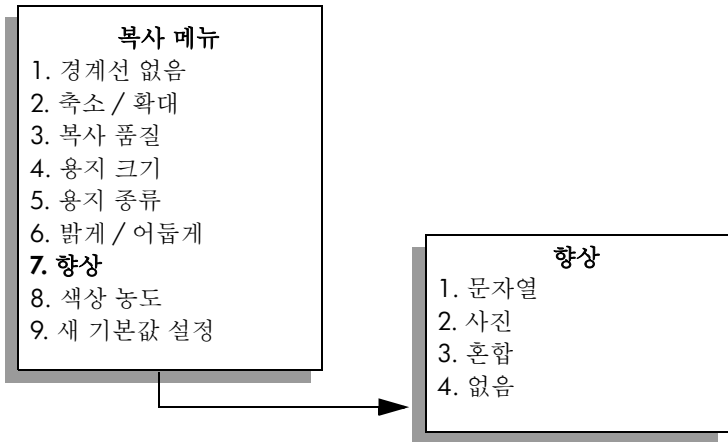 복사 메뉴
1. 경계선 없음
2. 축소 / 확대
3. 복사 품질
4. 용지 크기
5. 용지 종류
6. 밝게 / 어둡게
7. 향상
8. 색상 농도
9. 새 기본값 설정
향상
1. 문자열
2. 사진
3. 혼합
4. 없음